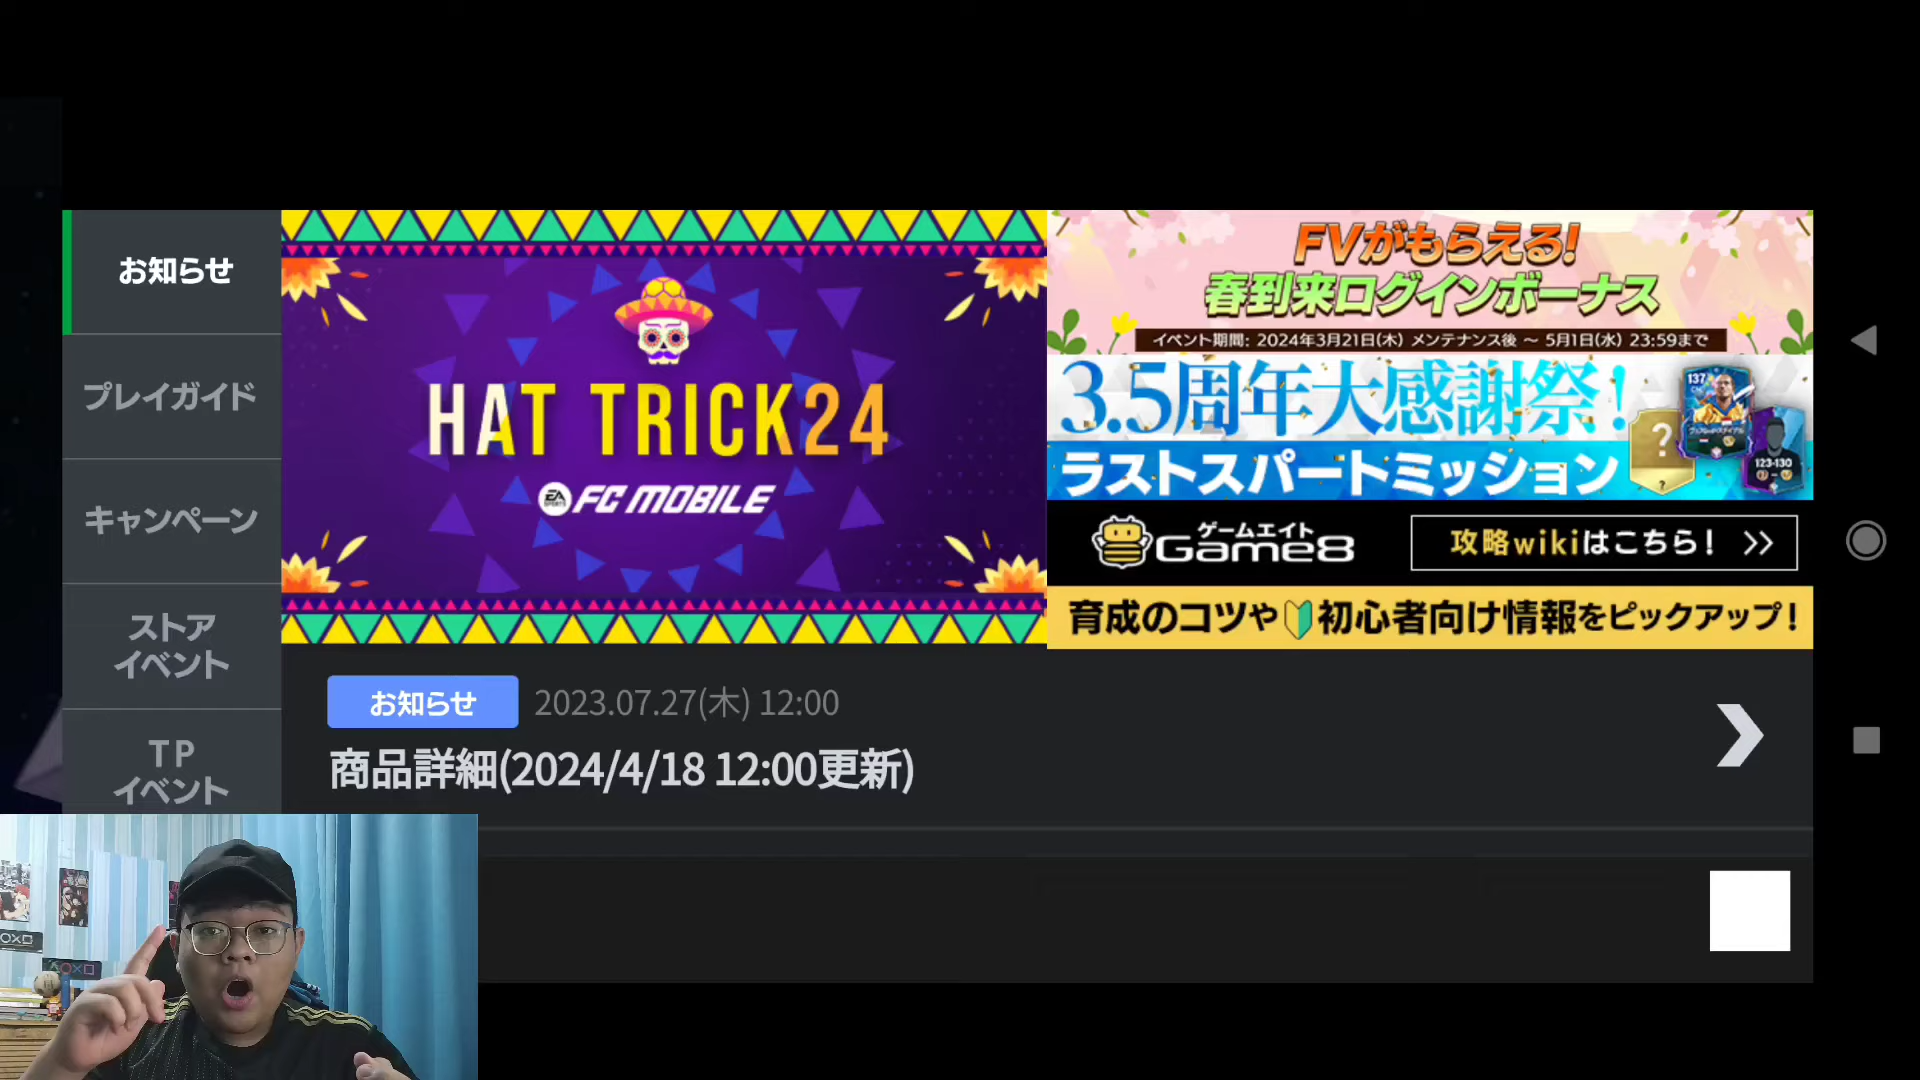 お知らせ
プレイガイド
キャンペーン
ストア
イベント
TP
イベント
HAT TRICK24
EA SPORTS FC MOBILE
FVがもらえる!
春到来ログインボーナス
イベント期間: 2024年3月21日(木) メンテナンス後 ～ 5月1日(水) 23:59まで
3.5周年大感謝祭!
ラストスパートミッション
137
?
?
123-130
ゲームエイト
Game8
攻略wikiはこちら!
育成のコツや初心者向け情報をピックアップ!
お知らせ 2023.07.27(木) 12:00
商品詳細(2024/4/18 12:00更新)